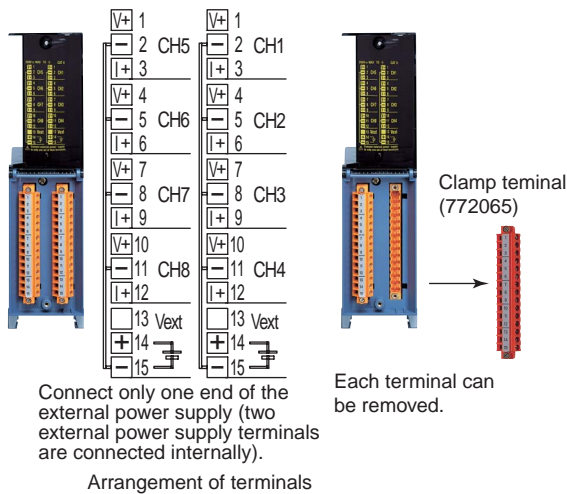 V+ 1 V+ 1
− 2 CH5 − 2 CH1
I+ 3 I+ 3
V+ 4 V+ 4
− 5 CH6 − 5 CH2
I+ 6 I+ 6
V+ 7 V+ 7
− 8 CH7 − 8 CH3
I+ 9 I+ 9
V+ 10 V+ 10
− 11 CH8 − 11 CH4
I+ 12 I+ 12
13 Vext 13 Vext
+ 14 + 14
− 15 − 15
Connect only one end of the
external power supply (two
external power supply terminals
are connected internally).
Arrangement of terminals
Clamp teminal
(772065)
Each terminal can
be removed.